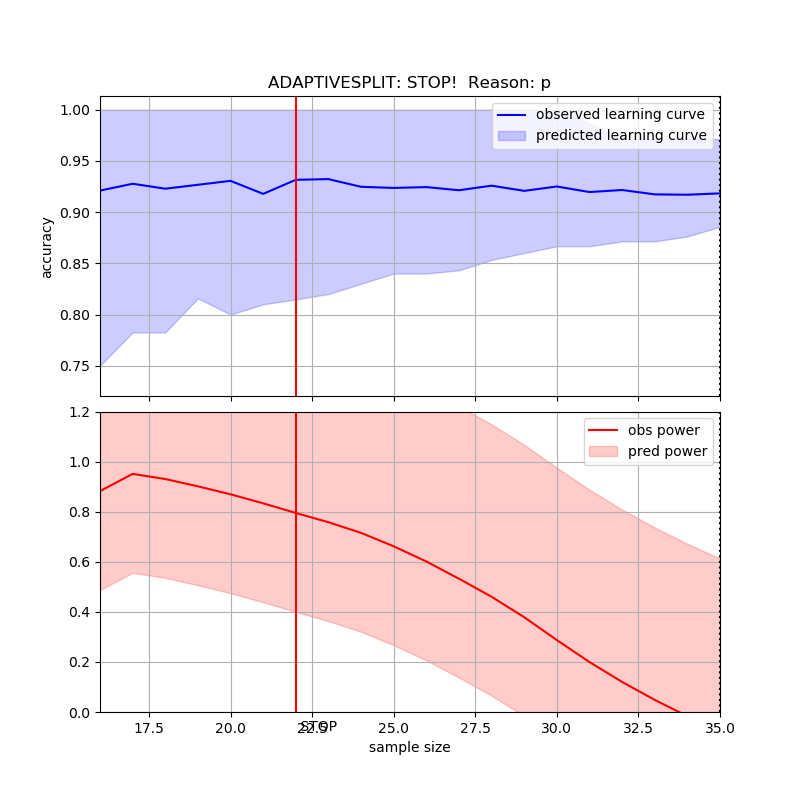 ADAPTIVESPLIT: STOP!  Reason: p
1.00
0.95
0.90
0.85
0.80
0.75
accuracy
observed learning curve
predicted learning curve
1.2
1.0
0.8
0.6
0.4
0.2
0.0
obs power
pred power
STOP
17.5 20.0 22.5 25.0 27.5 30.0 32.5 35.0
sample size